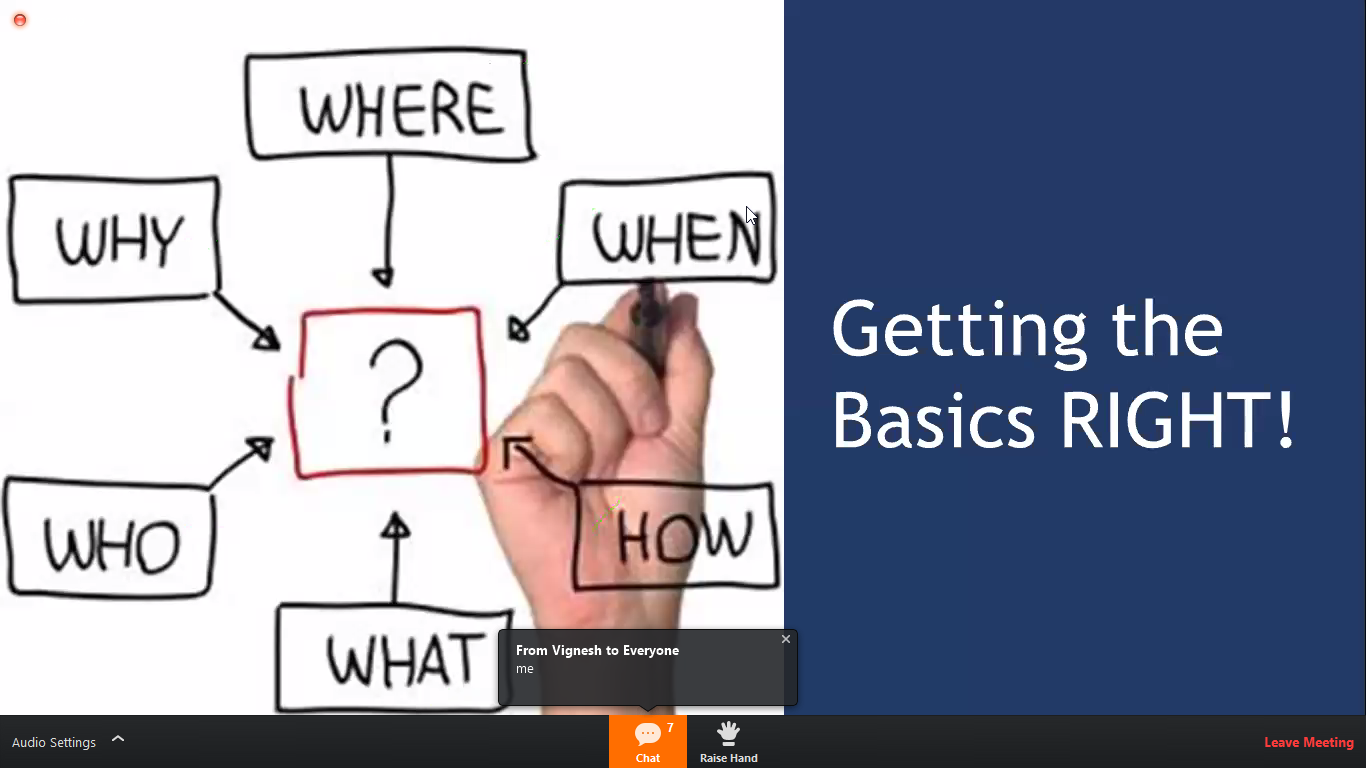 WHERE
WHY
WHEN
?
WHO
HOW
WHAT
Getting the
Basics RIGHT!
From Vignesh to Everyone
me
Audio Settings
7
Chat
Raise Hand
Leave Meeting